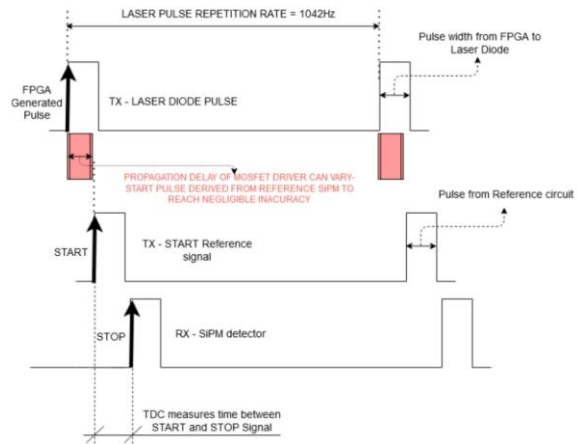 LASER PULSE REPETITION RATE = 1042Hz
Pulse width from FPGA to
Laser Diode
FPGA
Generated
Pulse
TX - LASER DIODE PULSE
PROPAGATION DELAY OF MOSFET DRIVER CAN VARY-
START PULSE DERIVED FROM REFERENCE SiPM TO
REACH NEGLIGIBLE INACURACY
Pulse from Reference circuit
START
TX - START Reference
signal
STOP
RX - SiPM detector
TDC measures time between
START and STOP Signal